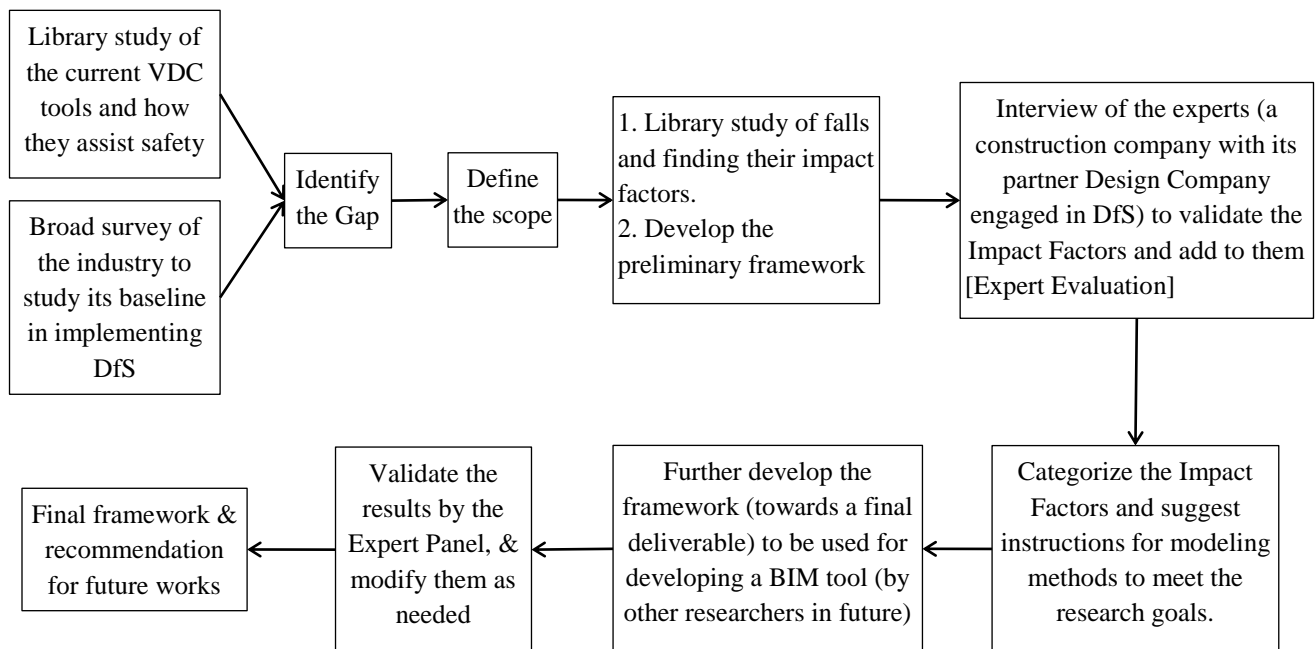 Library study of
the current VDC
tools and how
they assist safety
Broad survey of
the industry to
study its baseline
in implementing
DfS
Identify
the Gap
Define
the scope
1. Library study of falls
and finding their impact
factors.
2. Develop the
preliminary framework
Interview of the experts (a
construction company with its
partner Design Company
engaged in DfS) to validate the
Impact Factors and add to them
[Expert Evaluation]
Categorize the Impact
Factors and suggest
instructions for modeling
methods to meet the
research goals.
Further develop the
framework (towards a final
deliverable) to be used for
developing a BIM tool (by
other researchers in future)
Validate the
results by the
Expert Panel, &
modify them as
needed
Final framework &
recommendation
for future works